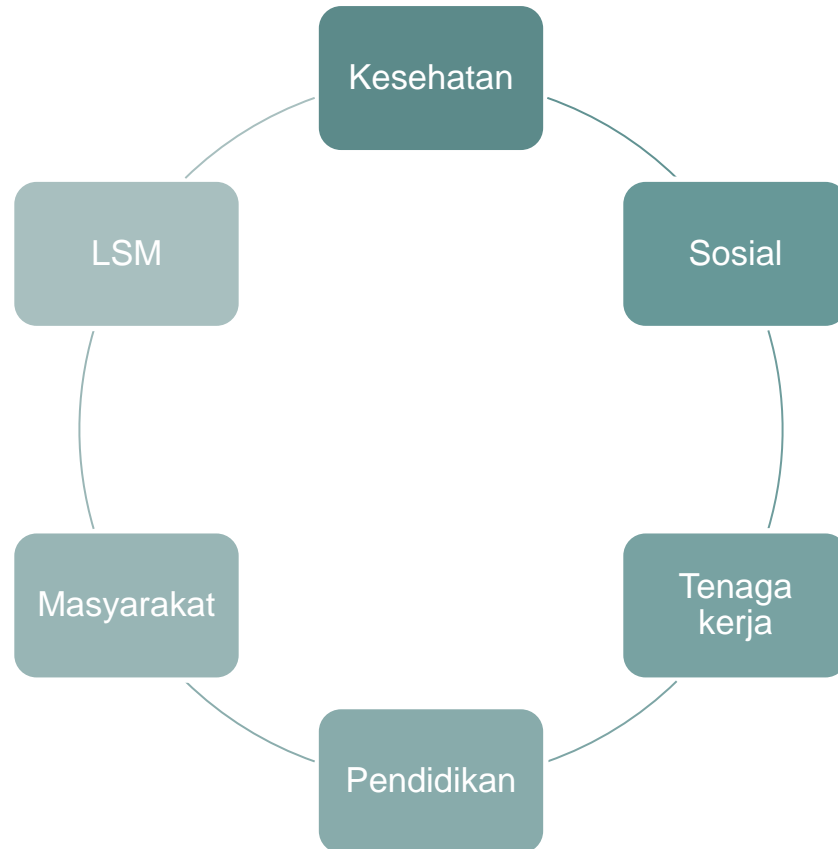 Kesehatan
Sosial
Tenaga
kerja
Pendidikan
Masyarakat
LSM